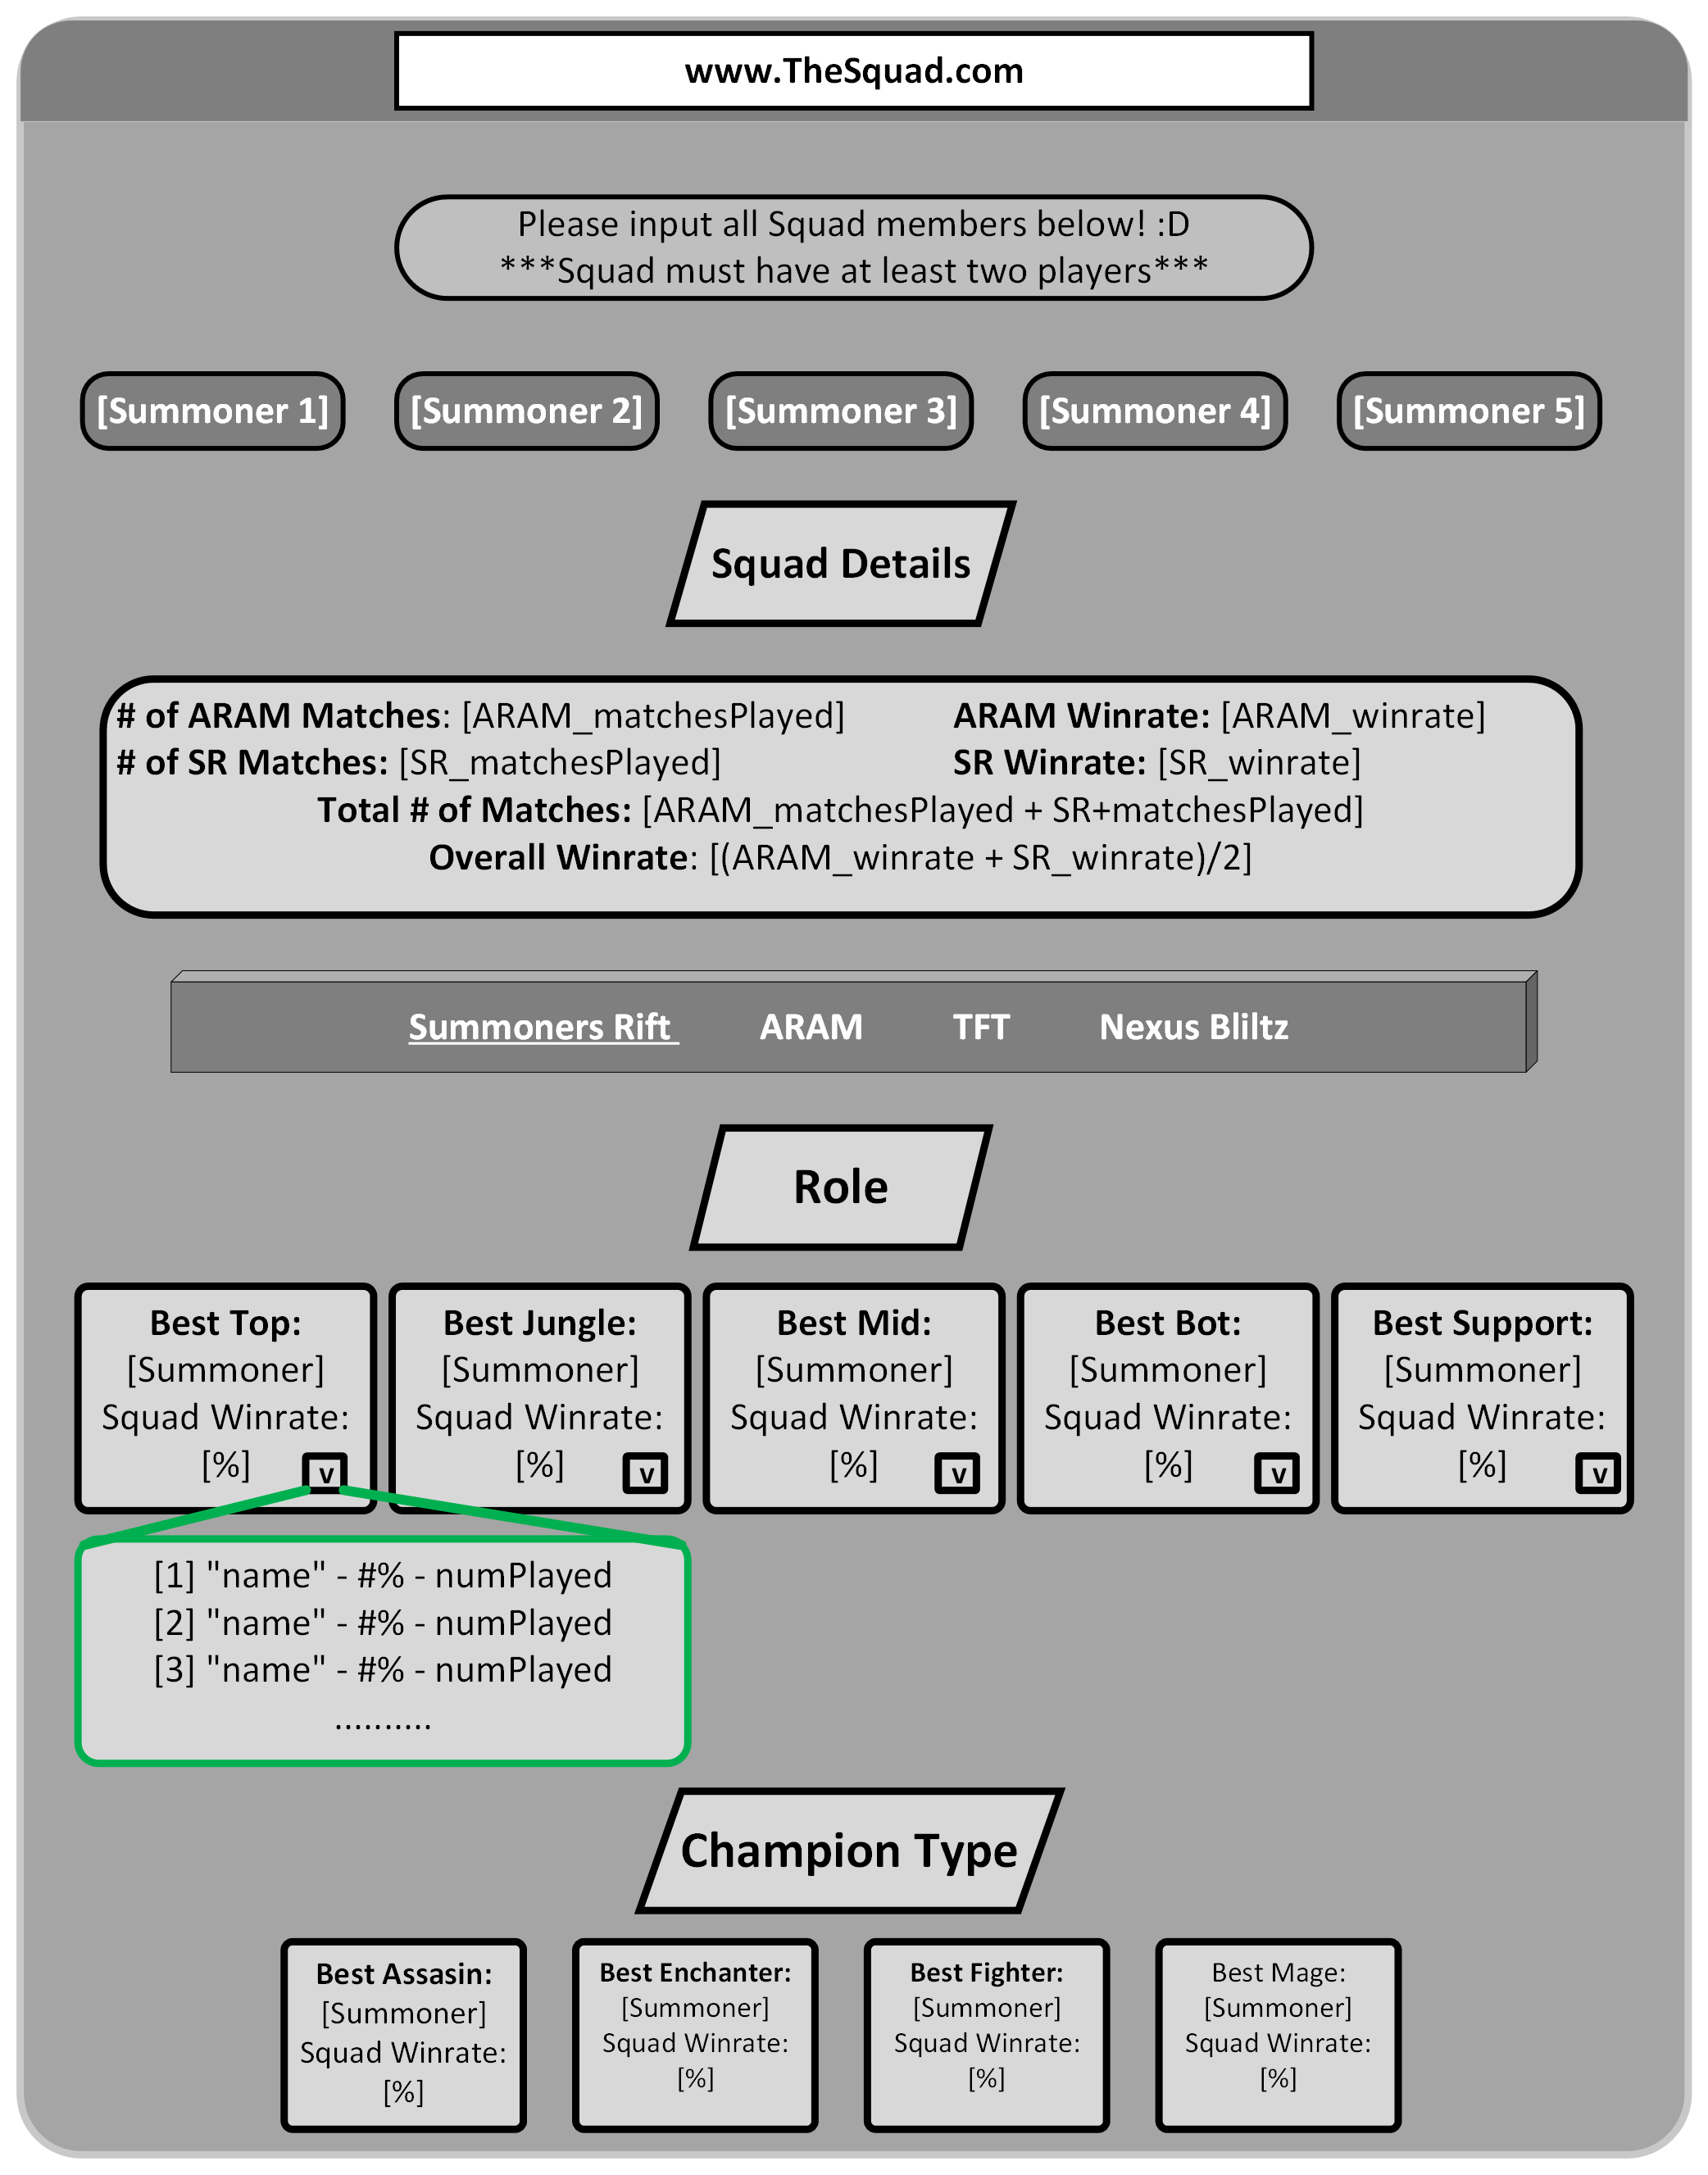 www.TheSquad.com
Please input all Squad members below! :D
***Squad must have at least two players***
[Summoner 1] [Summoner 2] [Summoner 3] [Summoner 4] [Summoner 5]
Squad Details
# of ARAM Matches: [ARAM_matchesPlayed] ARAM Winrate: [ARAM_winrate]
# of SR Matches: [SR_matchesPlayed] SR Winrate: [SR_winrate]
Total # of Matches: [ARAM_matchesPlayed + SR+matchesPlayed]
Overall Winrate: [(ARAM_winrate + SR_winrate)/2]
Summoners Rift ARAM TFT Nexus Bliltz
Role
Best Top:
[Summoner]
Squad Winrate:
[%] v
Best Jungle:
[Summoner]
Squad Winrate:
[%] v
Best Mid:
[Summoner]
Squad Winrate:
[%] v
Best Bot:
[Summoner]
Squad Winrate:
[%] v
Best Support:
[Summoner]
Squad Winrate:
[%] v
[1] "name" - #% - numPlayed
[2] "name" - #% - numPlayed
[3] "name" - #% - numPlayed
..........
Champion Type
Best Assasin:
[Summoner]
Squad Winrate:
[%]
Best Enchanter:
[Summoner]
Squad Winrate:
[%]
Best Fighter:
[Summoner]
Squad Winrate:
[%]
Best Mage:
[Summoner]
Squad Winrate:
[%]